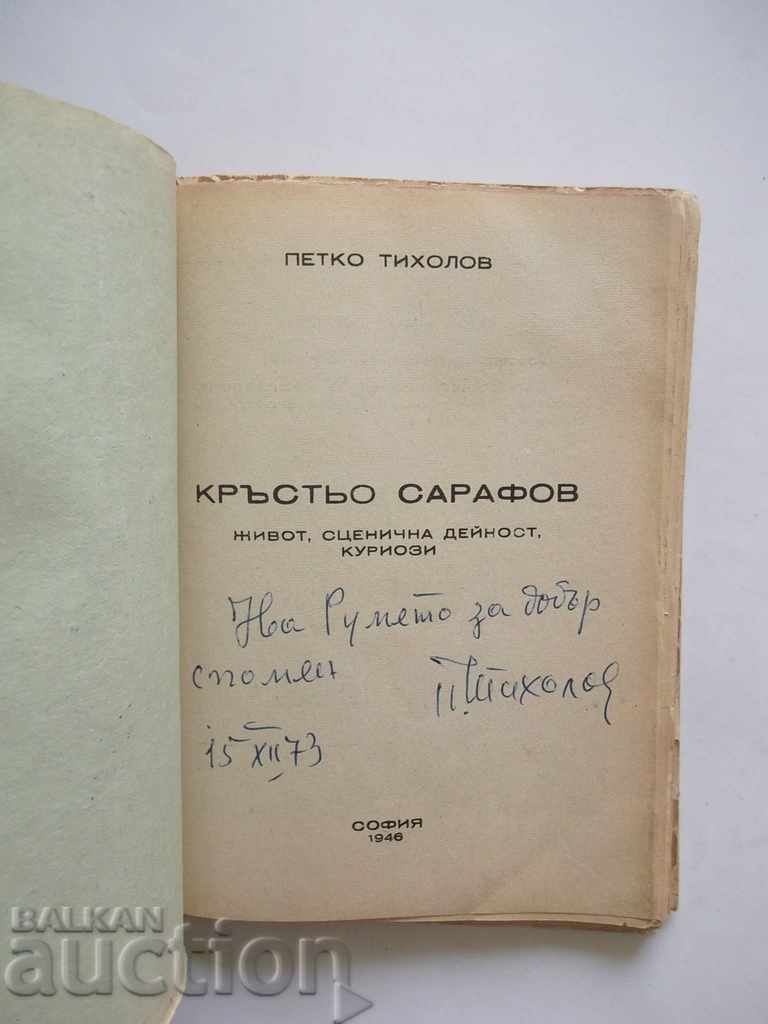 ПЕТКО ТИХОЛОВ
КРЪСТЬО САРАФОВ
ЖИВОТ, СЦЕНИЧНА ДЕЙНОСТ,
КУРИОЗИ
На Румето за добър
спомен П. Тихолов
15 XII 73
СОФИЯ
1946
BALKAN
auction